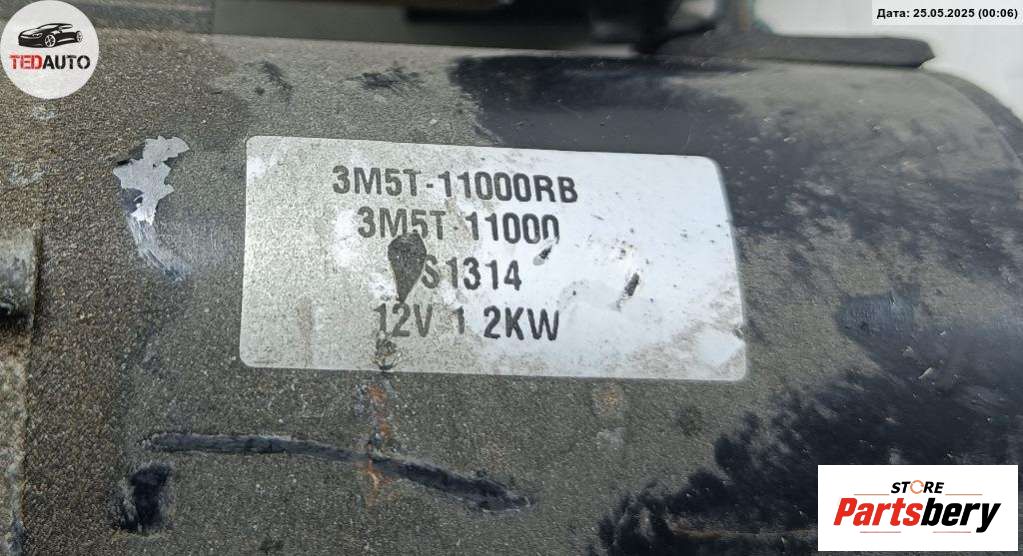 Дата: 25.05.2025 (00:06)
TEDAUTO
3M5T-11000RB
3M5T-11000
S1314
12V 1 2KW
STORE
Partsbery